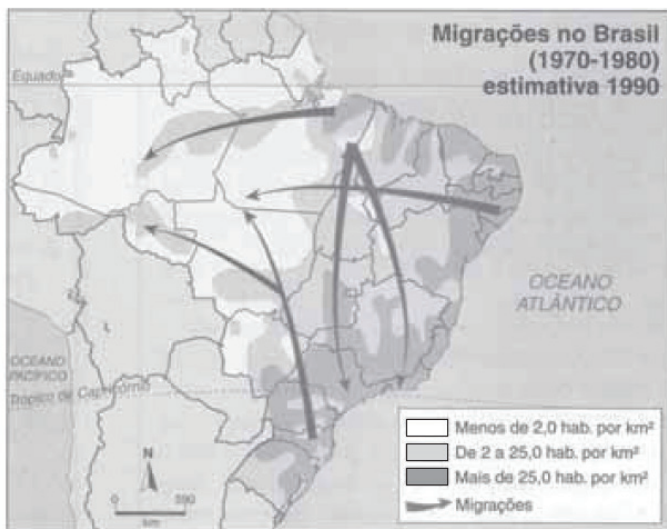 Migrações no Brasil
(1970-1980)
estimativa 1990
Equador
OCEANO
ATLÂNTICO
OCEANO
PACÍFICO
Trópico de Capricórnio
N
0
km
Menos de 2,0 hab. por km²
De 2 a 25,0 hab. por km²
Mais de 25,0 hab. por km²
Migrações